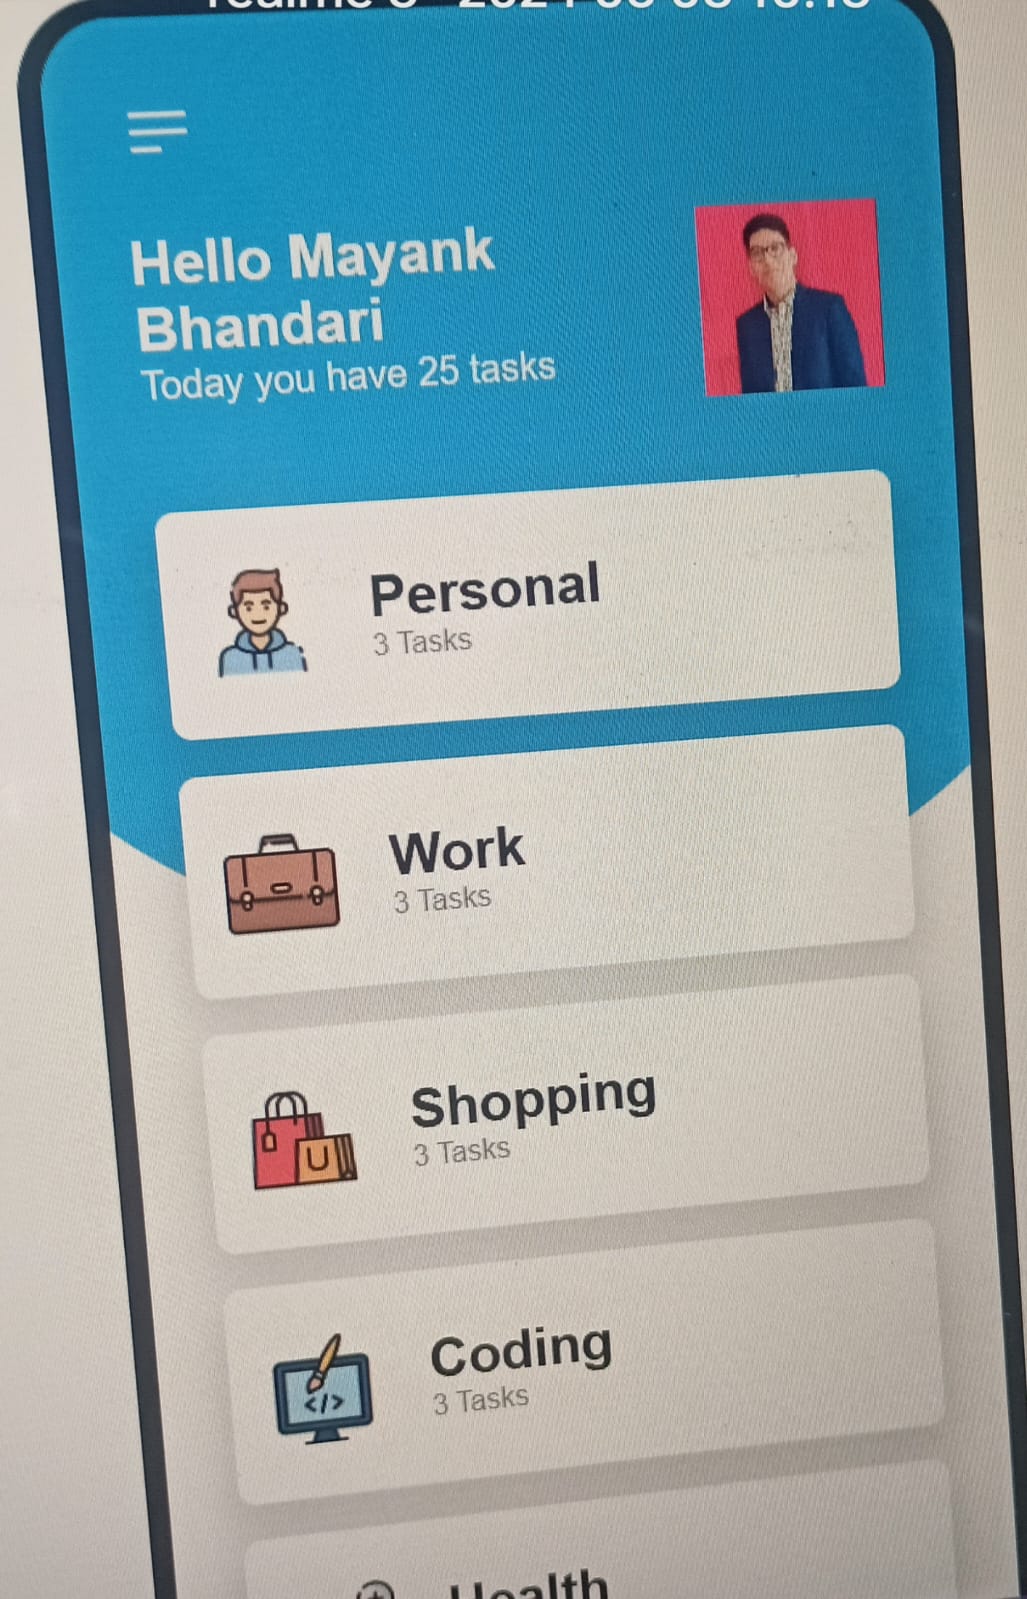 Hello Mayank
Bhandari
Today you have 25 tasks
Personal
3 Tasks
Work
3 Tasks
Shopping
3 Tasks
U
Coding
3 Tasks
</>
Health